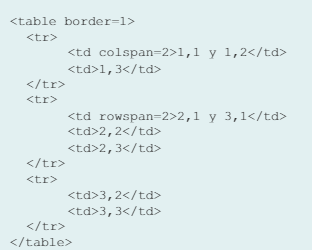 <table border=1>
<tr>
<td colspan=2>1,1 y 1,2</td>
<td>1,3</td>
</tr>
<tr>
<td rowspan=2>2,1 y 3,1</td>
<td>2,2</td>
<td>2,3</td>
</tr>
<tr>
<td>3,2</td>
<td>3,3</td>
</tr>
</table>